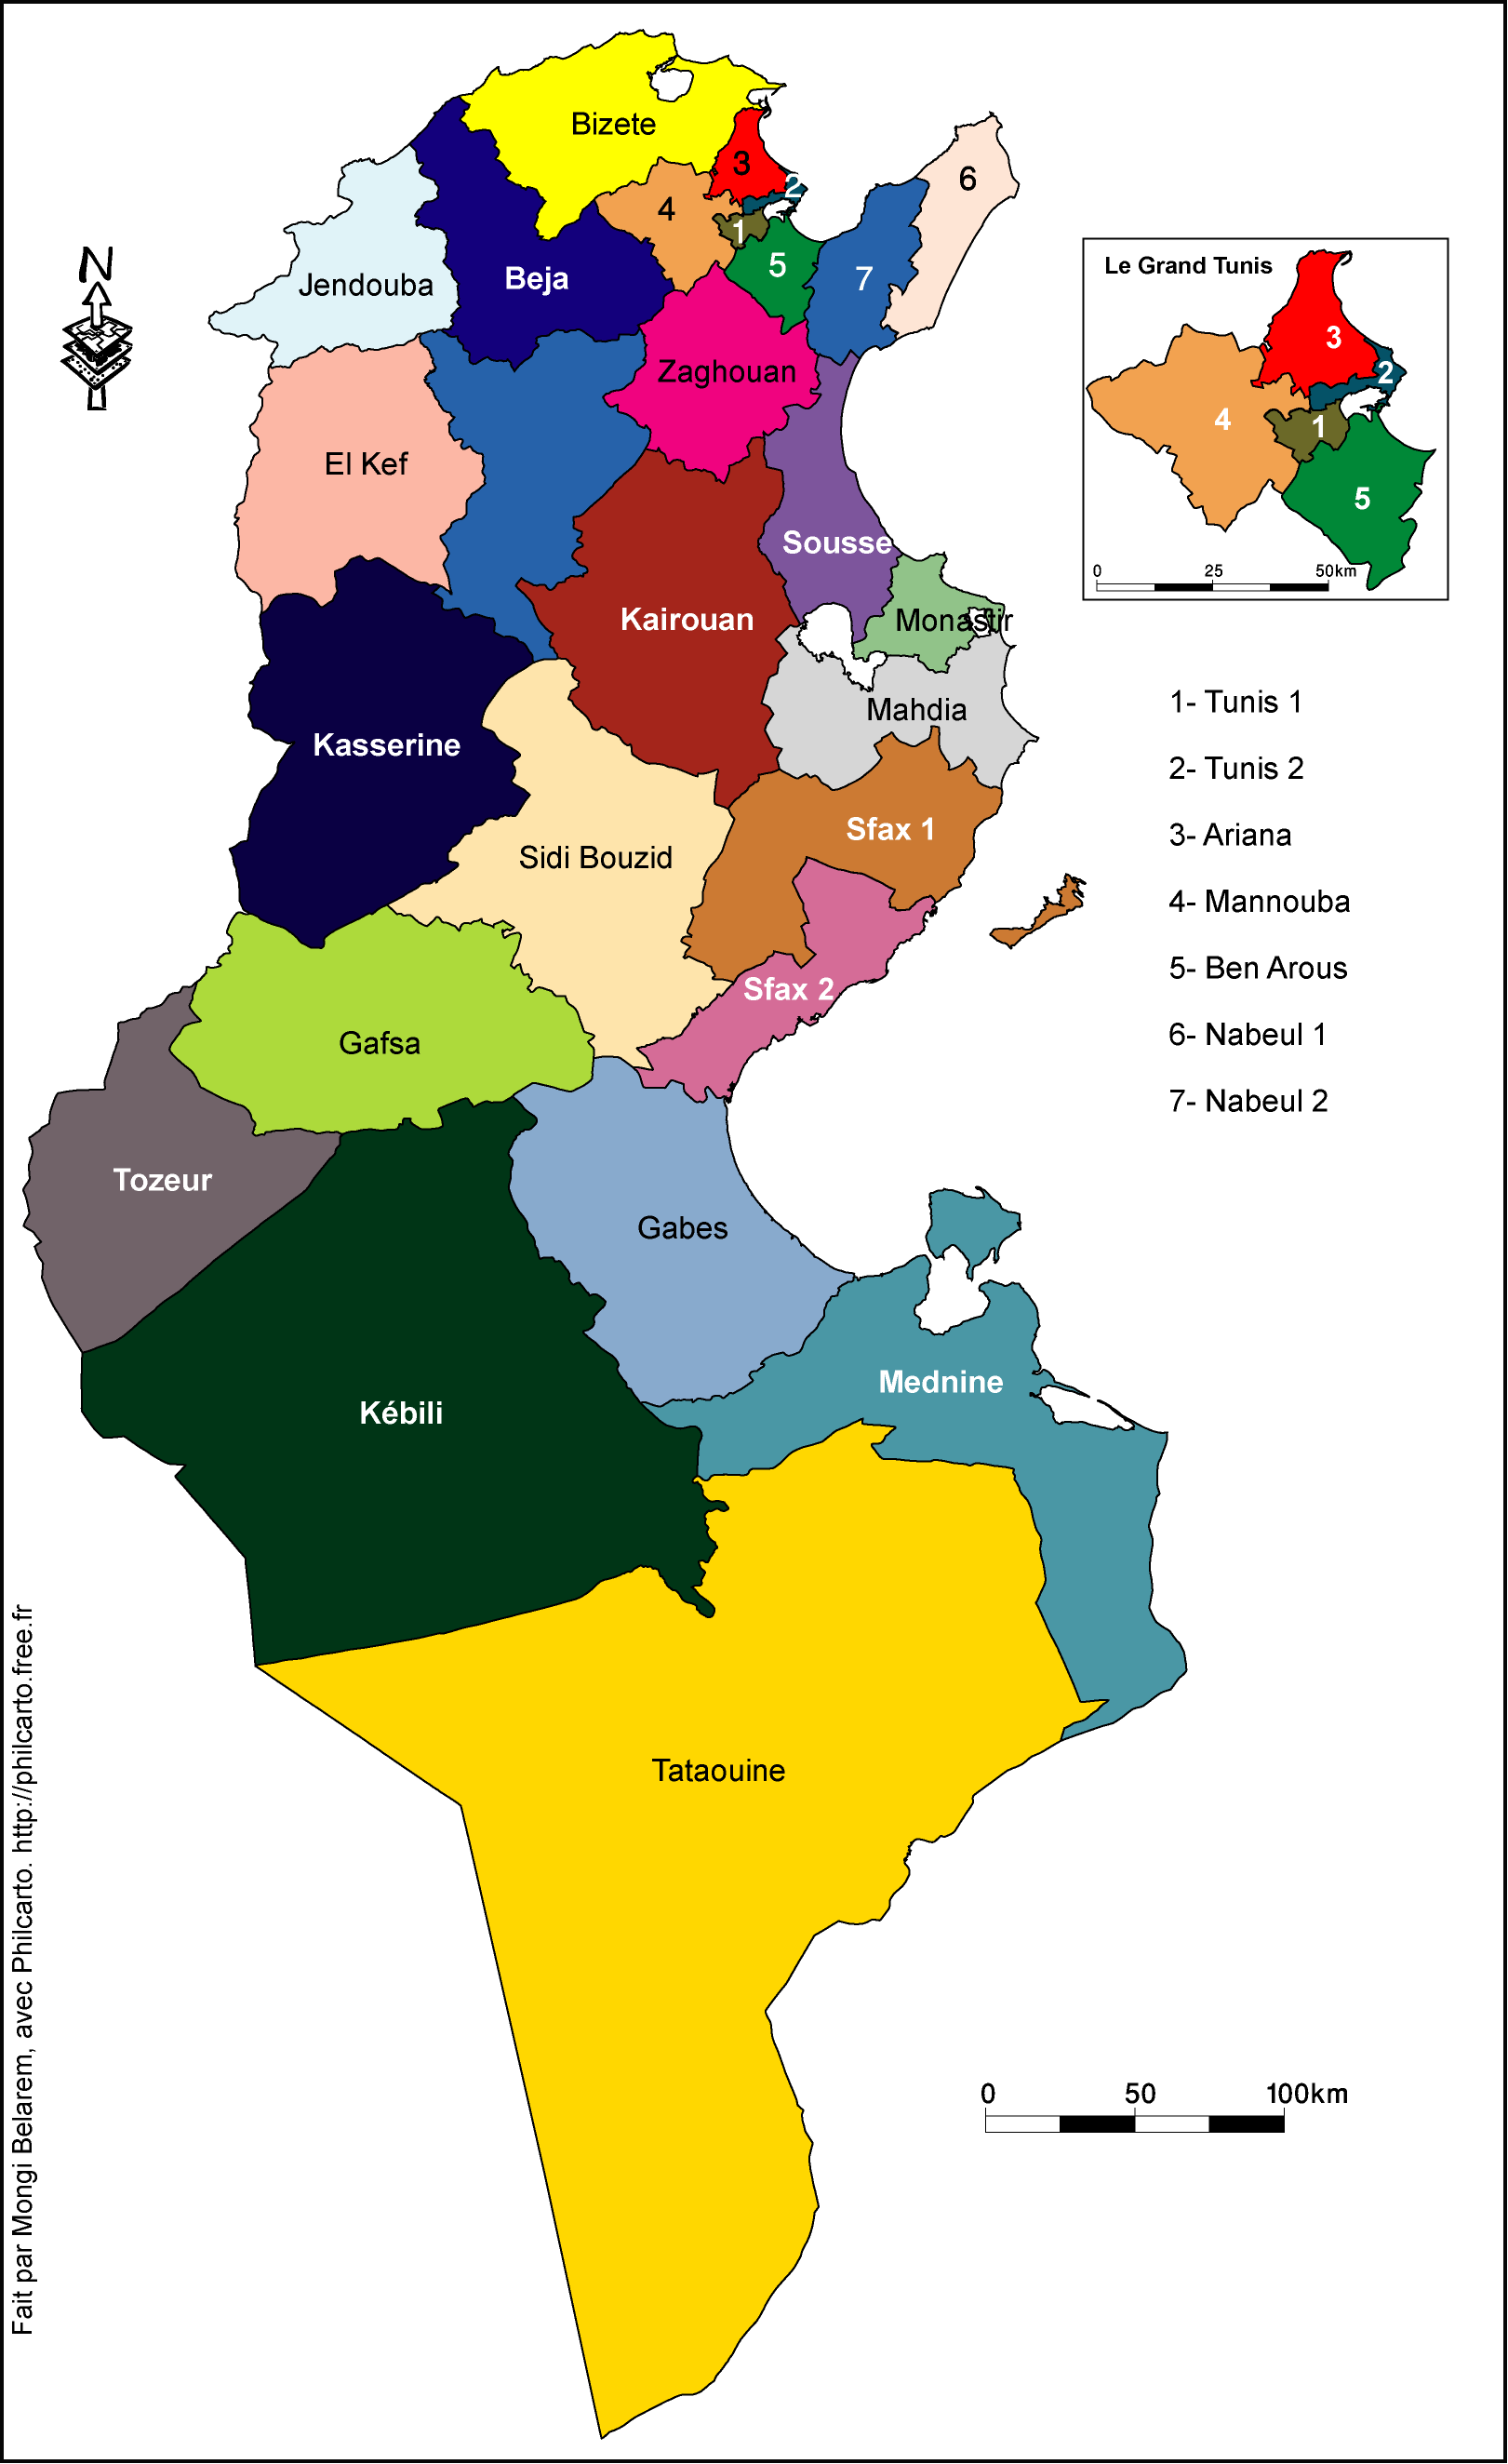 Bizete
3
2
6
4
1
5
7
N
Jendouba
Beja
Le Grand Tunis
3
2
4
1
5
0 25 50km
Zaghouan
El Kef
Sousse
Kairouan
Monastir
Mahdia
Kasserine
1- Tunis 1
2- Tunis 2
3- Ariana
4- Mannouba
5- Ben Arous
6- Nabeul 1
7- Nabeul 2
Sfax 1
Sidi Bouzid
Sfax 2
Gafsa
Tozeur
Gabes
Mednine
Kébili
Tataouine
0 50 100km
Fait par Mongi Belarem, avec Philcarto. http://philcarto.free.fr